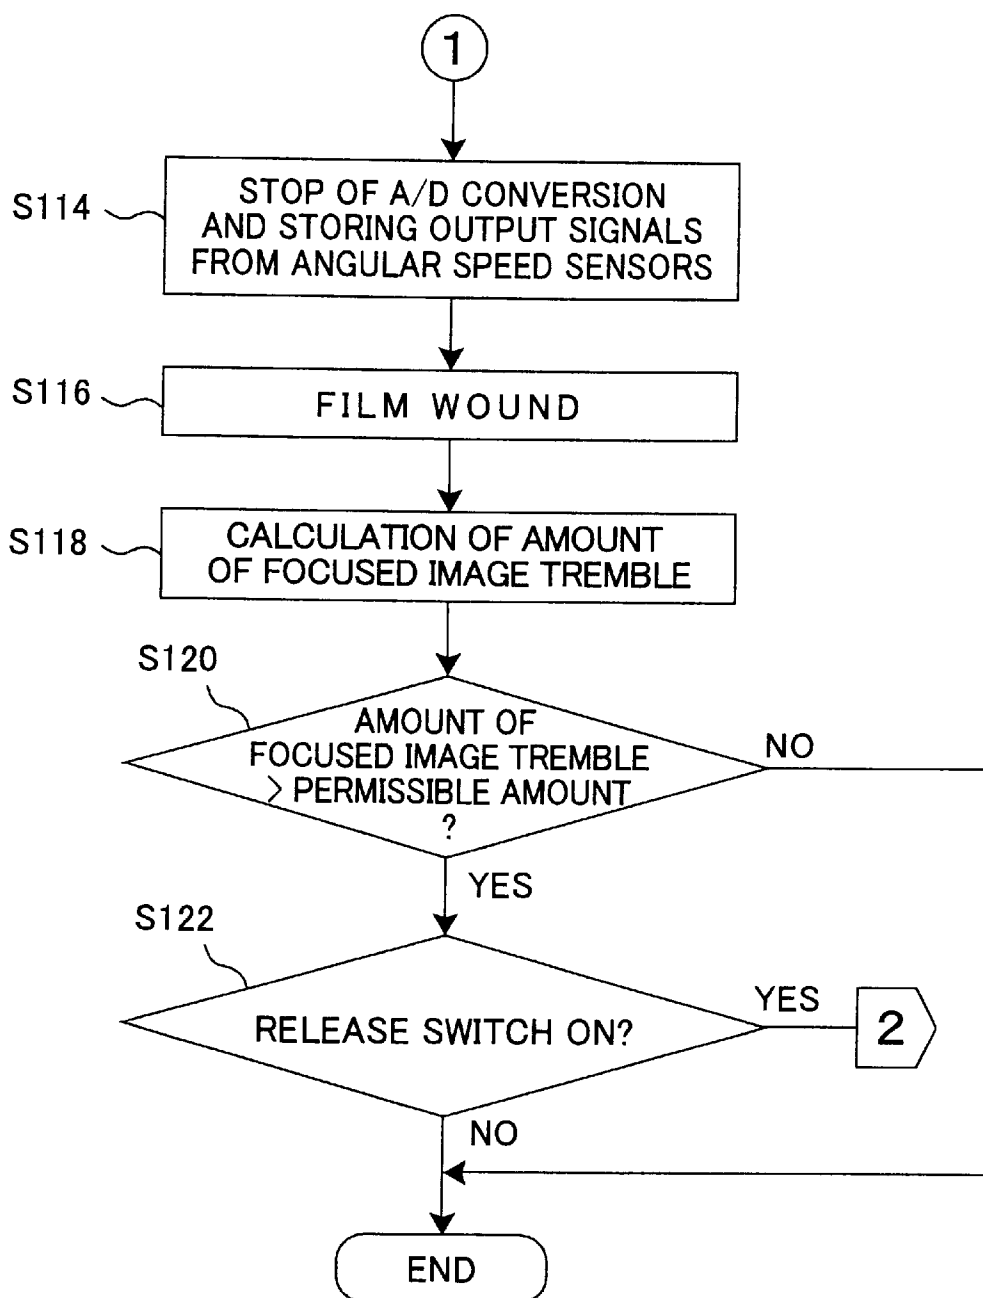 1
S114
STOP OF A/D CONVERSION
AND STORING OUTPUT SIGNALS
FROM ANGULAR SPEED SENSORS
S116
FILM WOUND
S118
CALCULATION OF AMOUNT
OF FOCUSED IMAGE TREMBLE
S120
AMOUNT OF
FOCUSED IMAGE TREMBLE
> PERMISSIBLE AMOUNT
?
NO
YES
S122
RELEASE SWITCH ON?
YES
2
NO
END